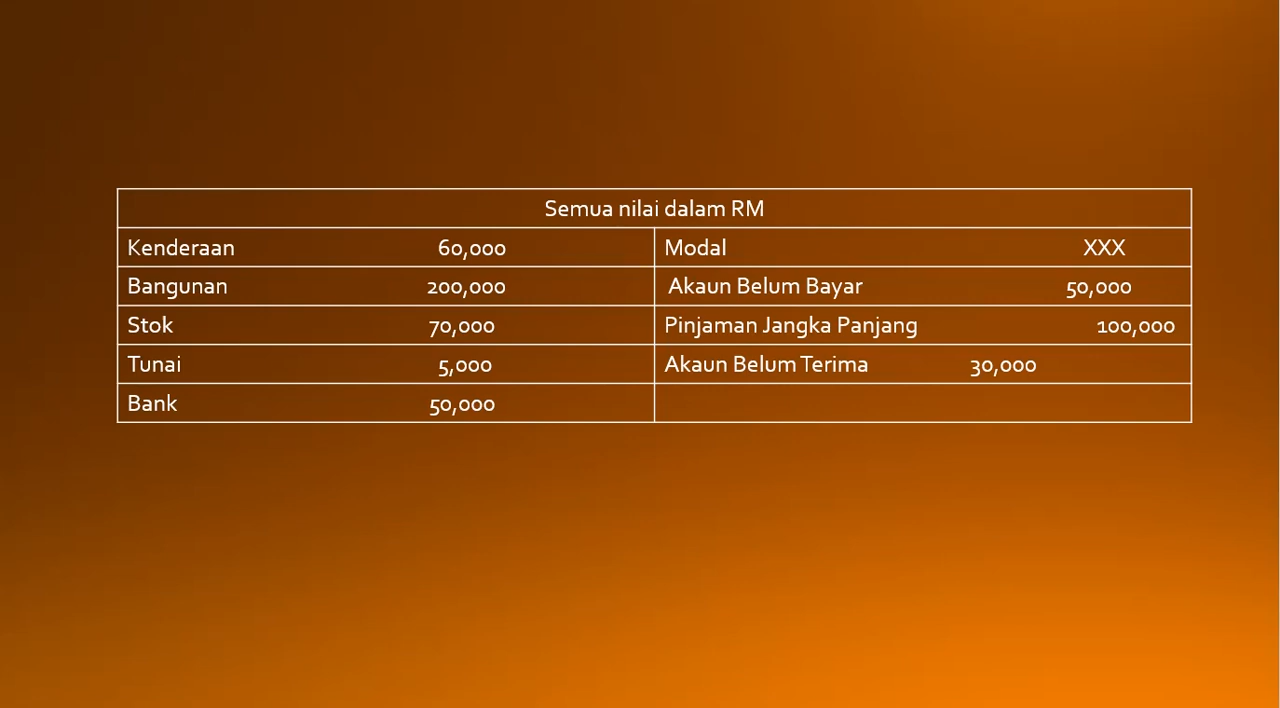 Semua nilai dalam RM
Kenderaan 60,000 Modal XXX
Bangunan 200,000 Akaun Belum Bayar 50,000
Stok 70,000 Pinjaman Jangka Panjang 100,000
Tunai 5,000 Akaun Belum Terima 30,000
Bank 50,000